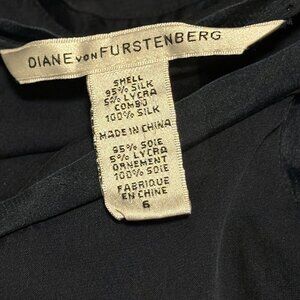 DIANE VON FURSTENBERG
SHELL
95% SILK
5% LYCRA
COMBO
100% SILK
MADE IN CHINA
95% SOIE
5% LYCRA
ORNEMENT
100% SOIE
FABRIQUE
EN CHINE
6